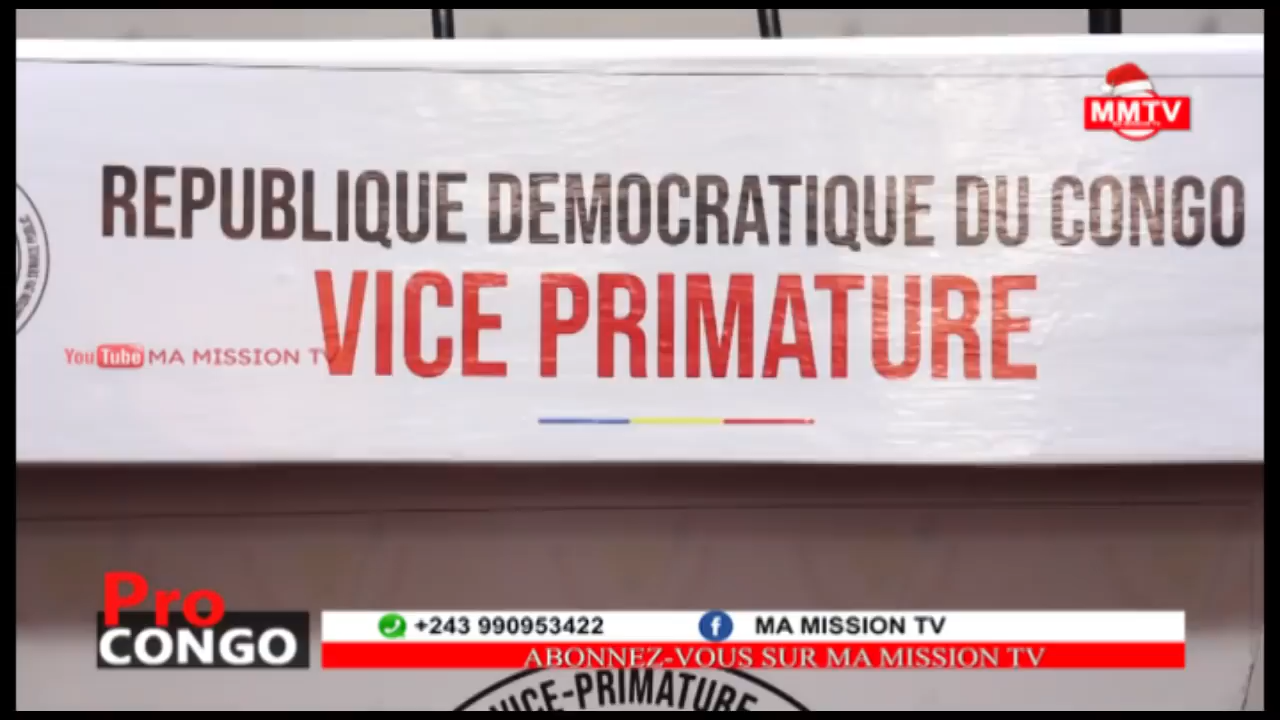 MMTV
REPUBLIQUE DEMOCRATIQUE DU CONGO
VICE PRIMATURE
YouTube MA MISSION TV
Pro
CONGO
+243 990953422
MA MISSION TV
ABONNEZ-VOUS SUR MA MISSION TV
VICE-PRIMATURE